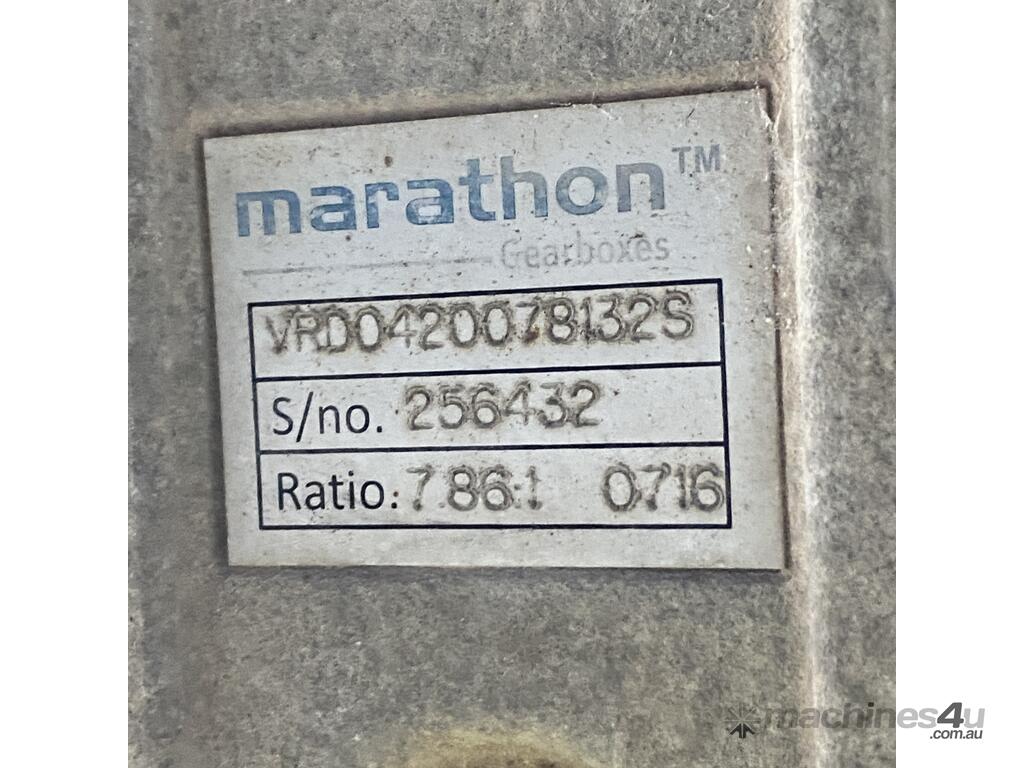 marathon™
Gearboxes
VRD0420078132S
S/no. 256432
Ratio: 7.86:1 0716
machines4u
.com.au